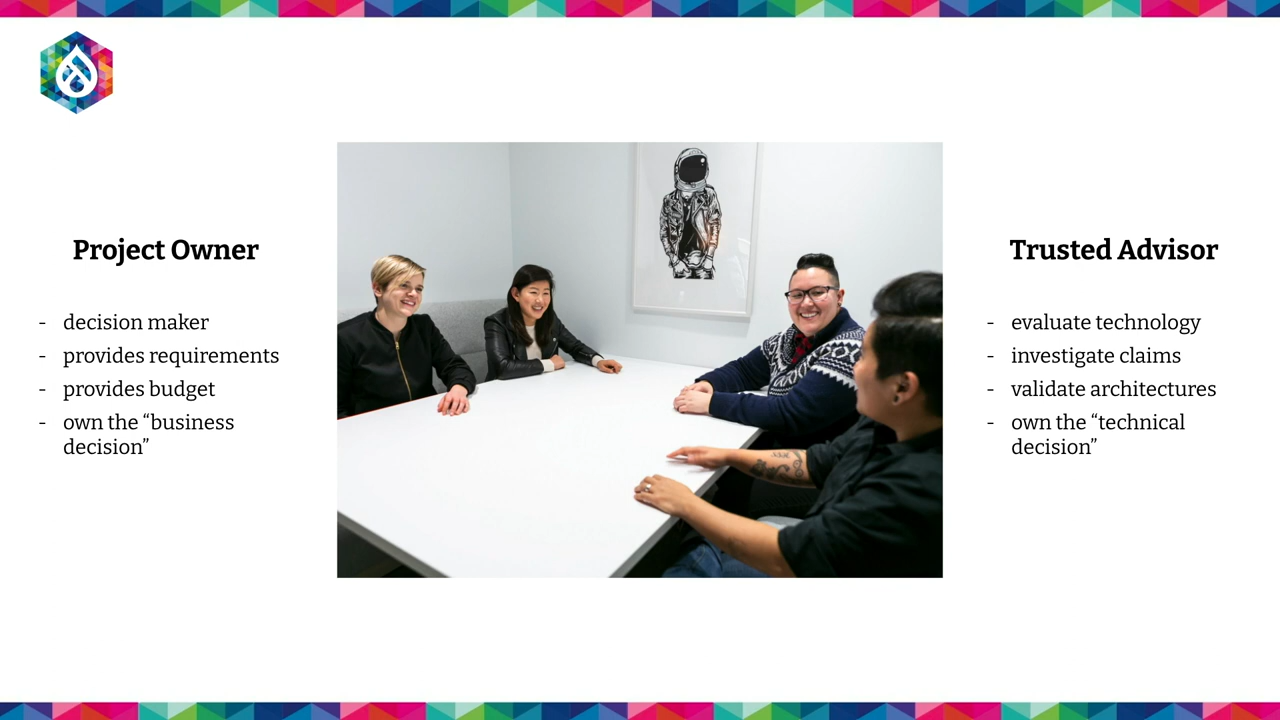 Project Owner
- decision maker
- provides requirements
- provides budget
- own the “business
decision”
Trusted Advisor
- evaluate technology
- investigate claims
- validate architectures
- own the “technical
decision”